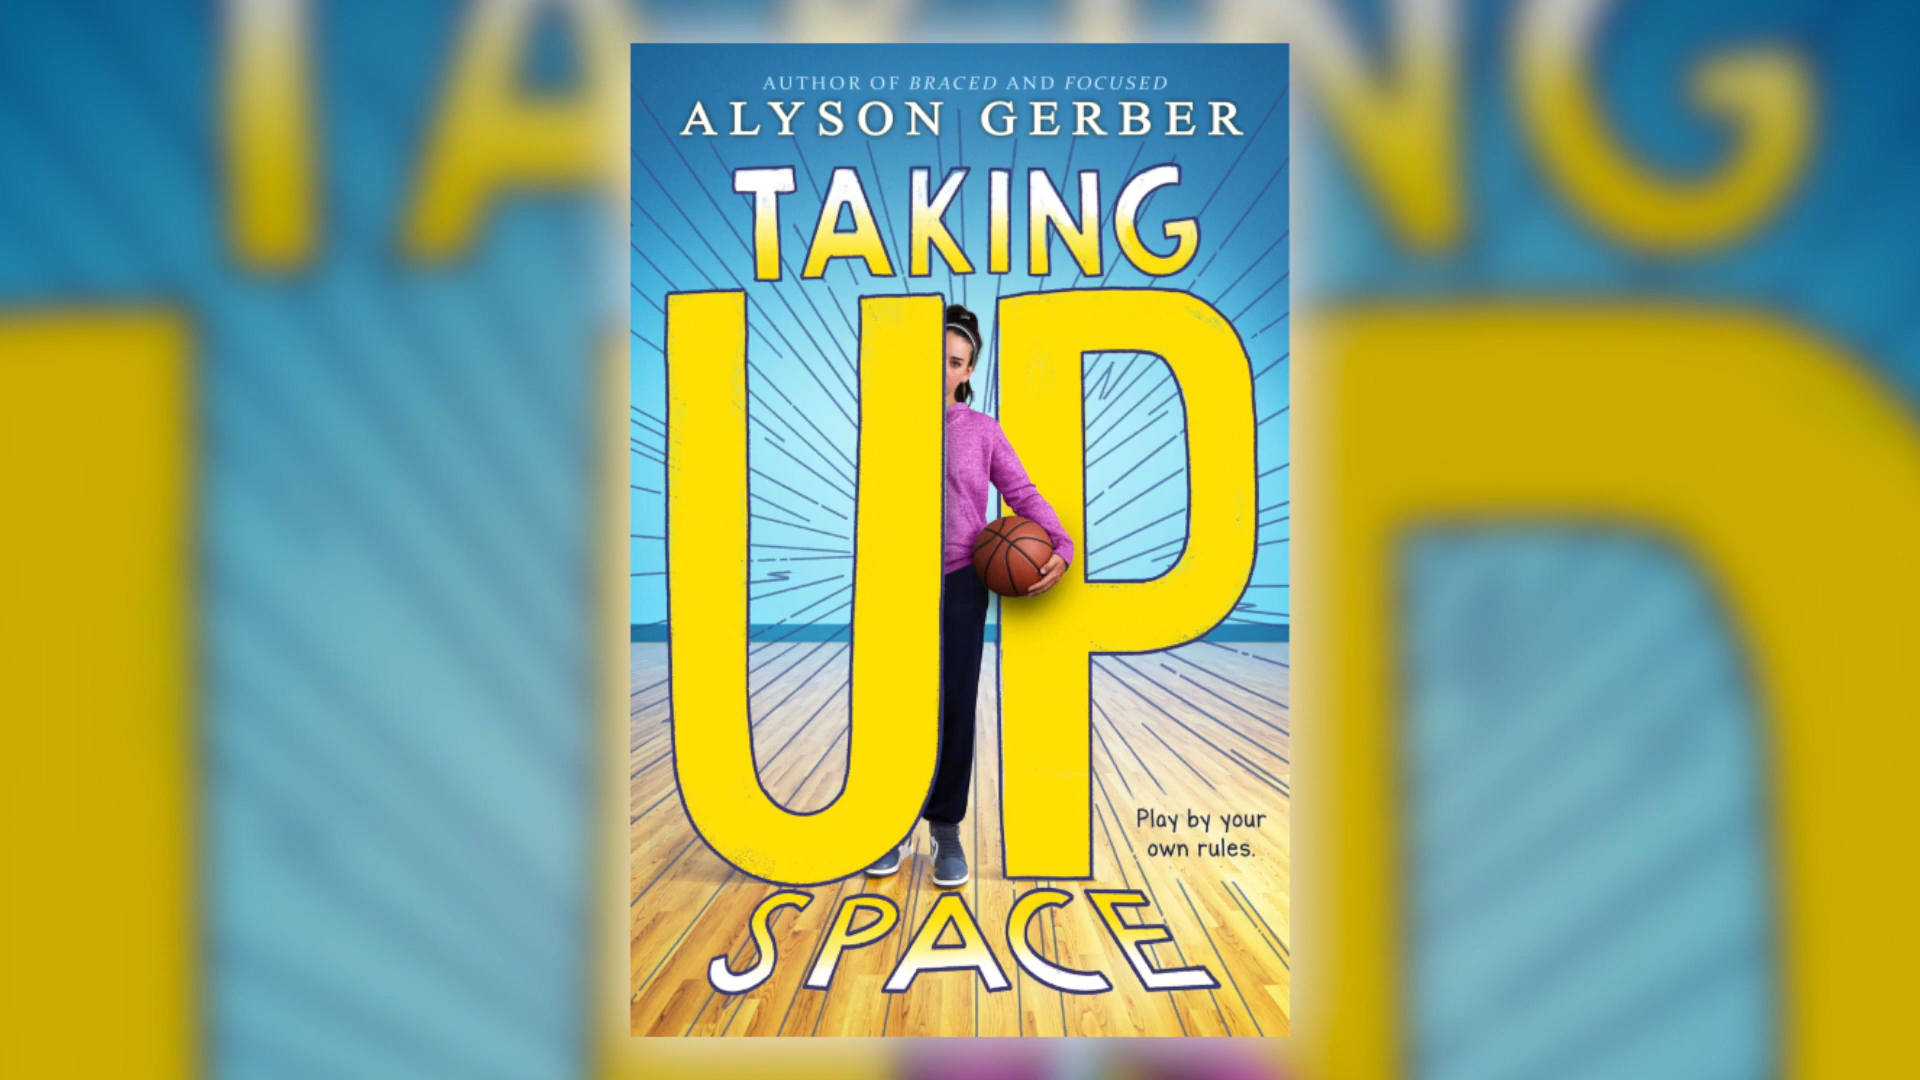 AUTHOR OF BRACED AND FOCUSED
ALYSON GERBER
TAKING
UP
Play by your
own rules.
SPACE